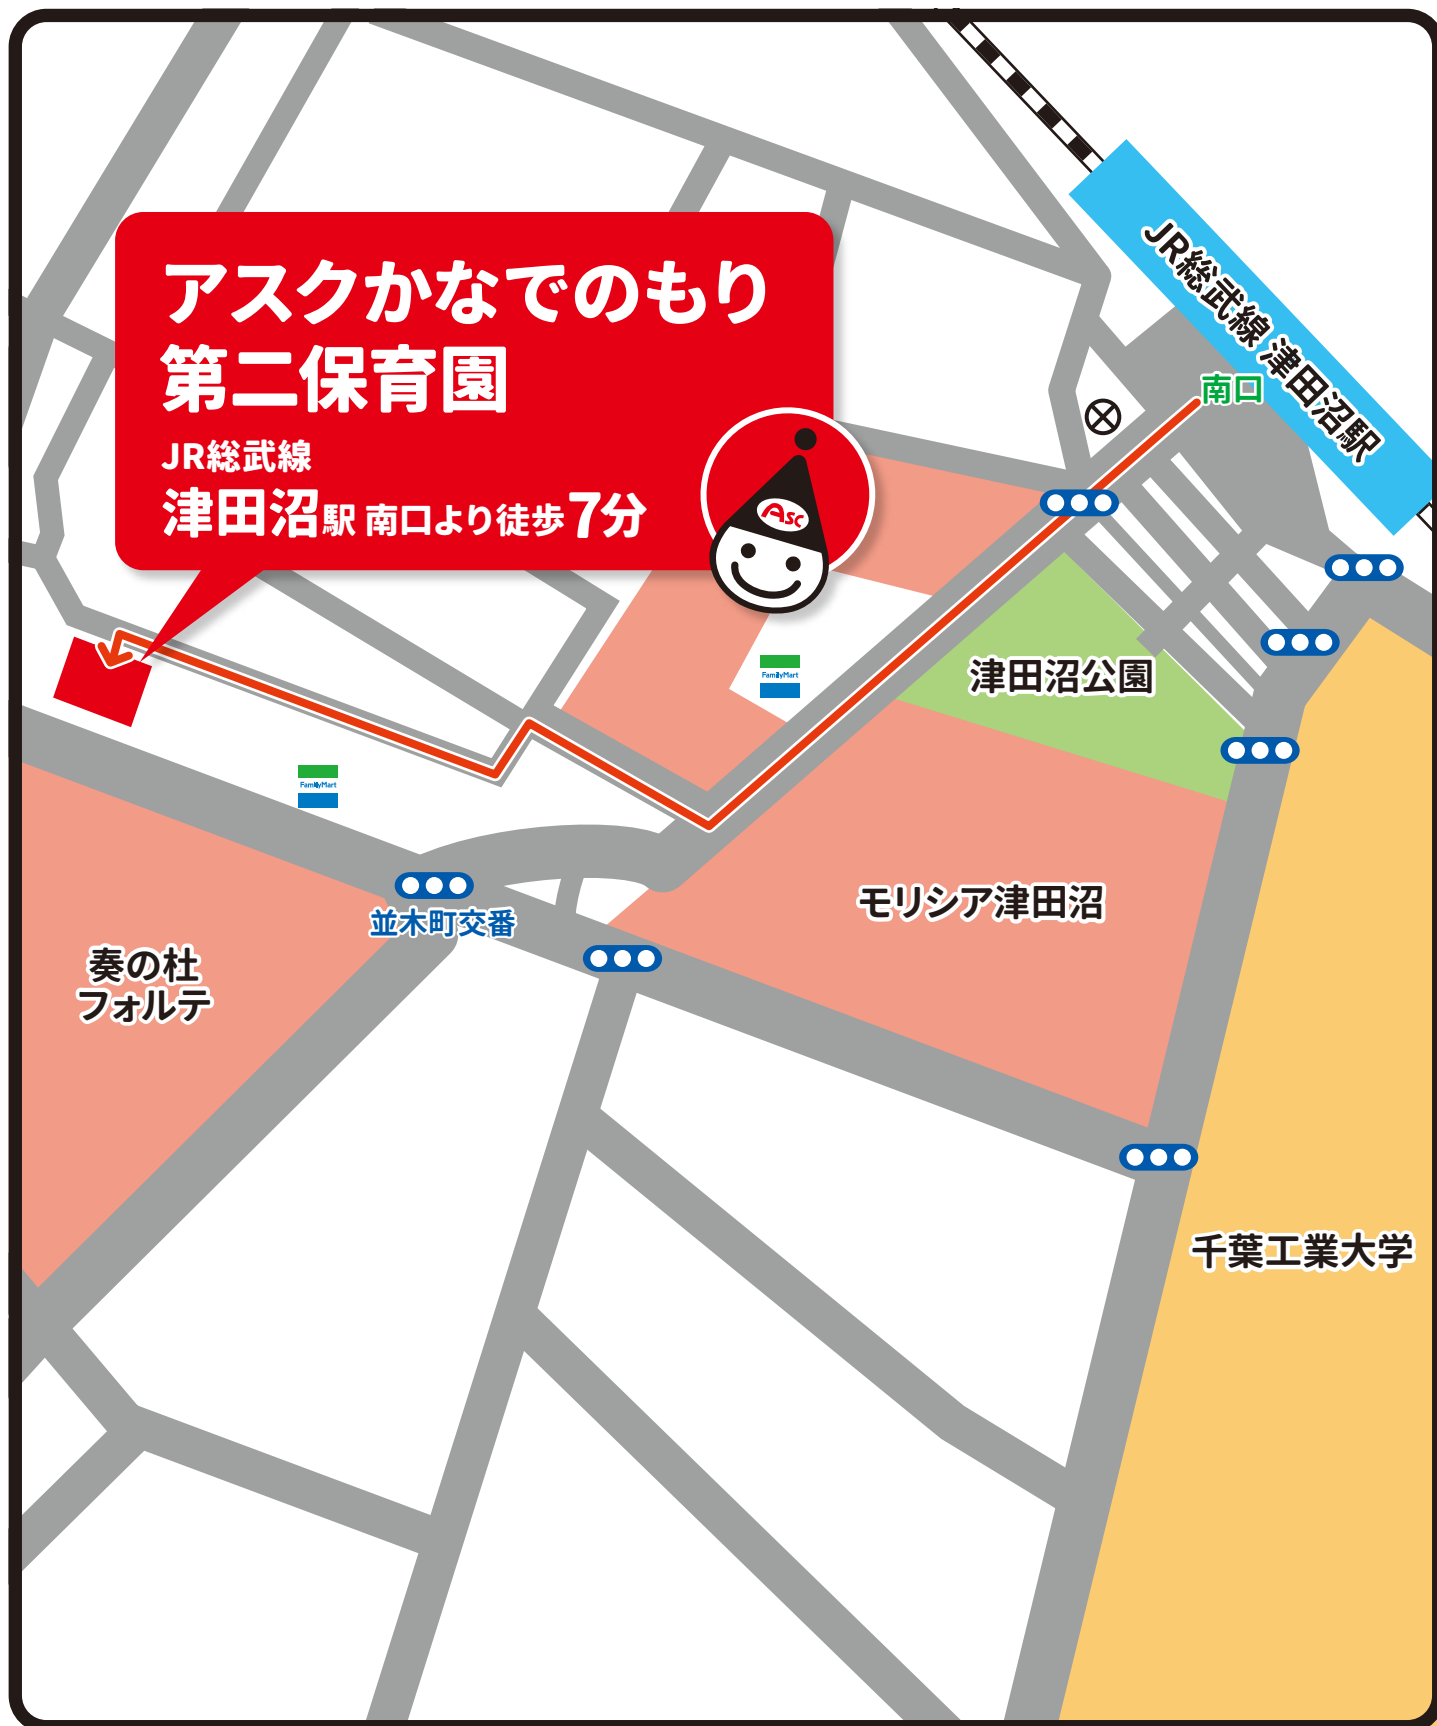 JR総武線 津田沼駅
アスクかなでのもり
第二保育園
JR総武線
津田沼駅 南口より徒歩7分
南口
Asc
津田沼公園
FamilyMart
FamilyMart
モリシア津田沼
並木町交番
奏の杜
フォルテ
千葉工業大学